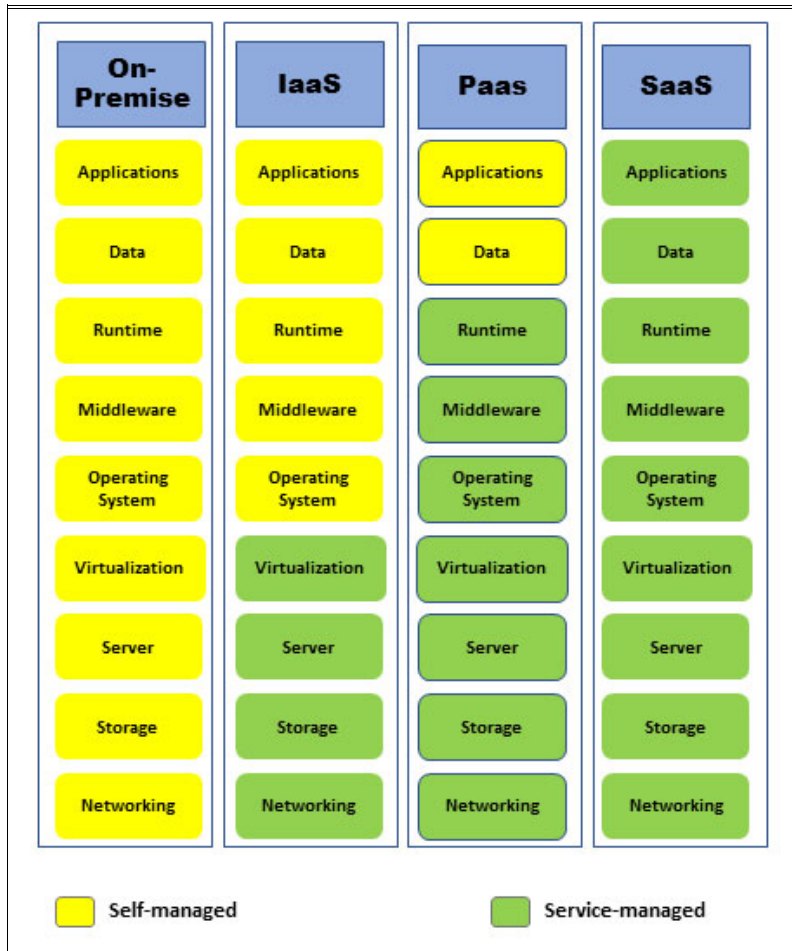 On-
Premise
IaaS
Paas
SaaS
Applications
Applications
Applications
Applications
Data
Data
Data
Data
Runtime
Runtime
Runtime
Runtime
Middleware
Middleware
Middleware
Middleware
Operating
System
Operating
System
Operating
System
Operating
System
Virtualization
Virtualization
Virtualization
Virtualization
Server
Server
Server
Server
Storage
Storage
Storage
Storage
Networking
Networking
Networking
Networking
Self-managed
Service-managed